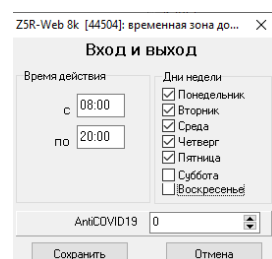 Z5R-Web 8k [44504]: временная зона до...
Вход и выход
Время действия
с 08:00
по 20:00
Дни недели
Понедельник
Вторник
Среда
Четверг
Пятница
Суббота
Воскресенье
AntiCOVID19 0
Сохранить
Отмена